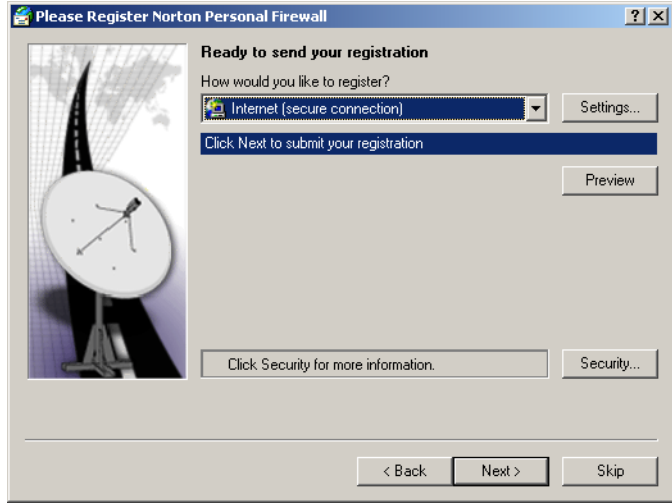 Please Register Norton Personal Firewall
Ready to send your registration
How would you like to register?
Internet (secure connection)
Settings...
Click Next to submit your registration
Preview
Click Security for more information.
Security...
< Back
Next >
Skip